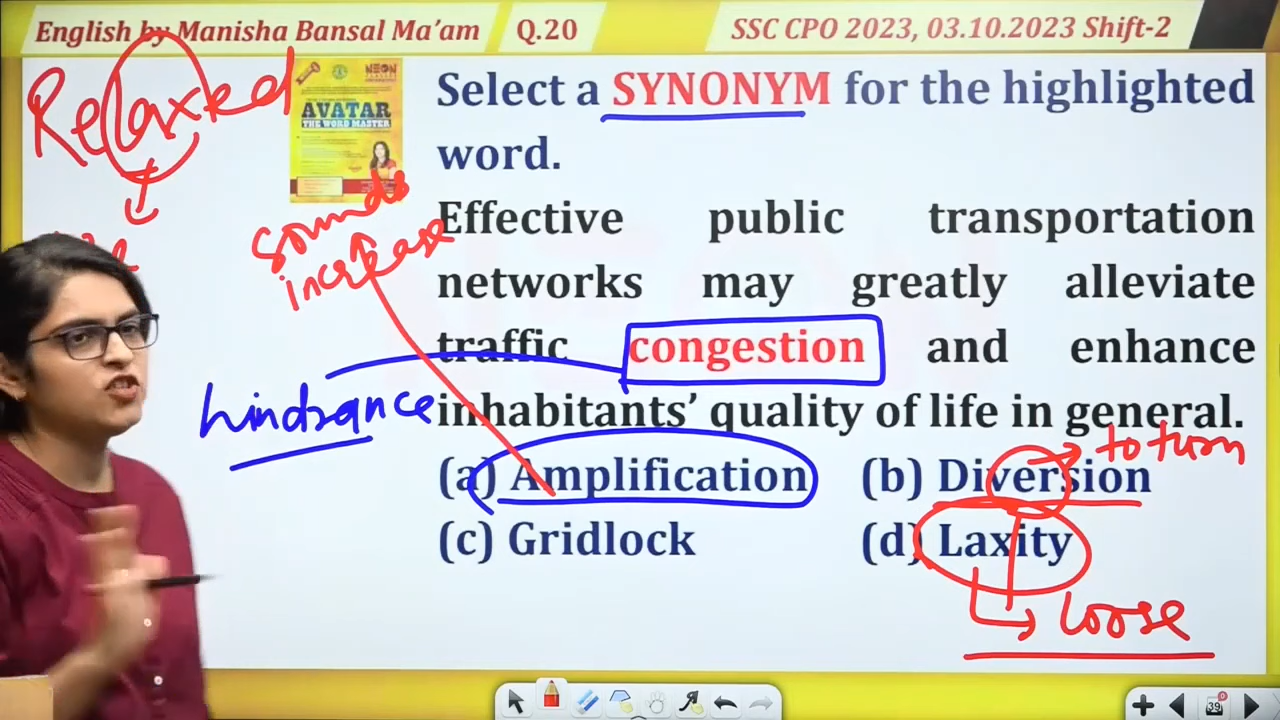 English by Manisha Bansal Ma'am
Q.20
SSC CPO 2023, 03.10.2023 Shift-2
Relaxed
NEON
AVATAR
THE WORD MASTER
Select a SYNONYM for the highlighted
word.
sounds
increase
Effective public transportation
networks may greatly alleviate
traffic congestion and enhance
inhabitants' quality of life in general.
hindrance
(a) Amplification (b) Diversion
to turn
(c) Gridlock (d) Laxity
loose
39